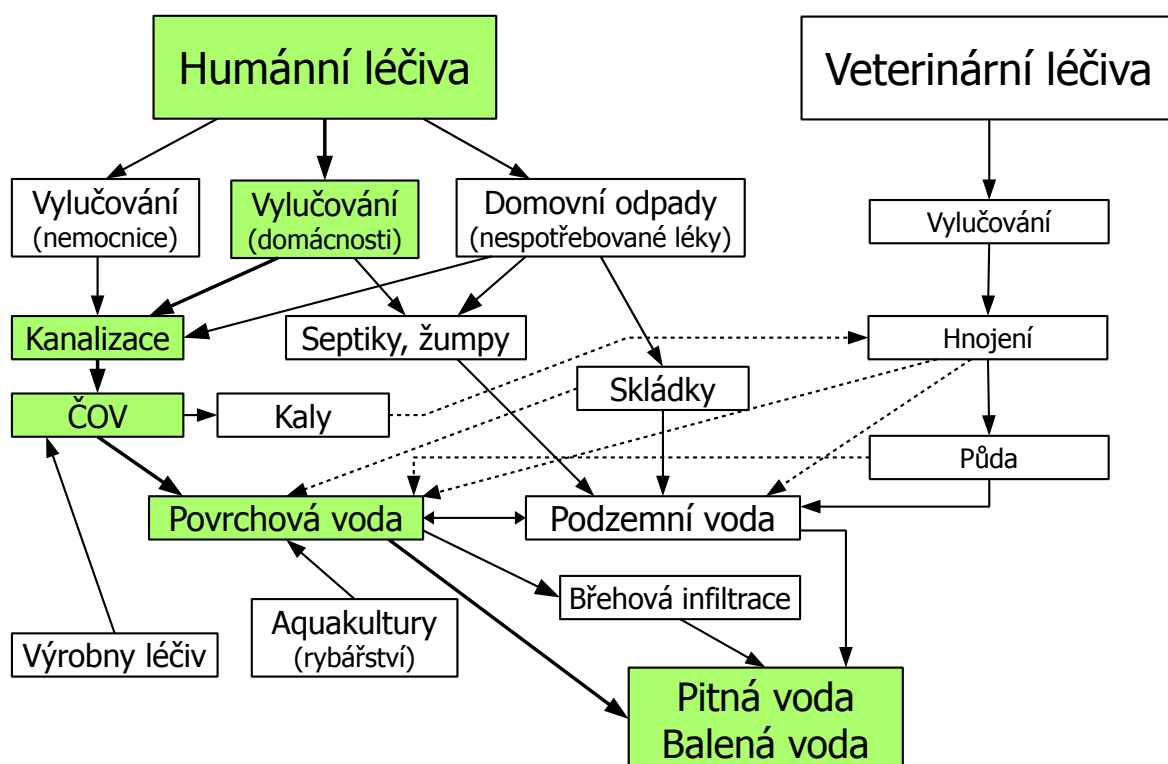 Humánní léčiva
Veterinární léčiva
Vylučování
(nemocnice)
Vylučování
(domácnosti)
Domovní odpady
(nespotřebované léky)
Vylučování
Kanalizace
Septiky, žumpy
Hnojení
Skládky
ČOV
Kaly
Půda
Povrchová voda
Podzemní voda
Břehová infiltrace
Aquakultury
(rybářství)
Výrobny léčiv
Pitná voda
Balená voda